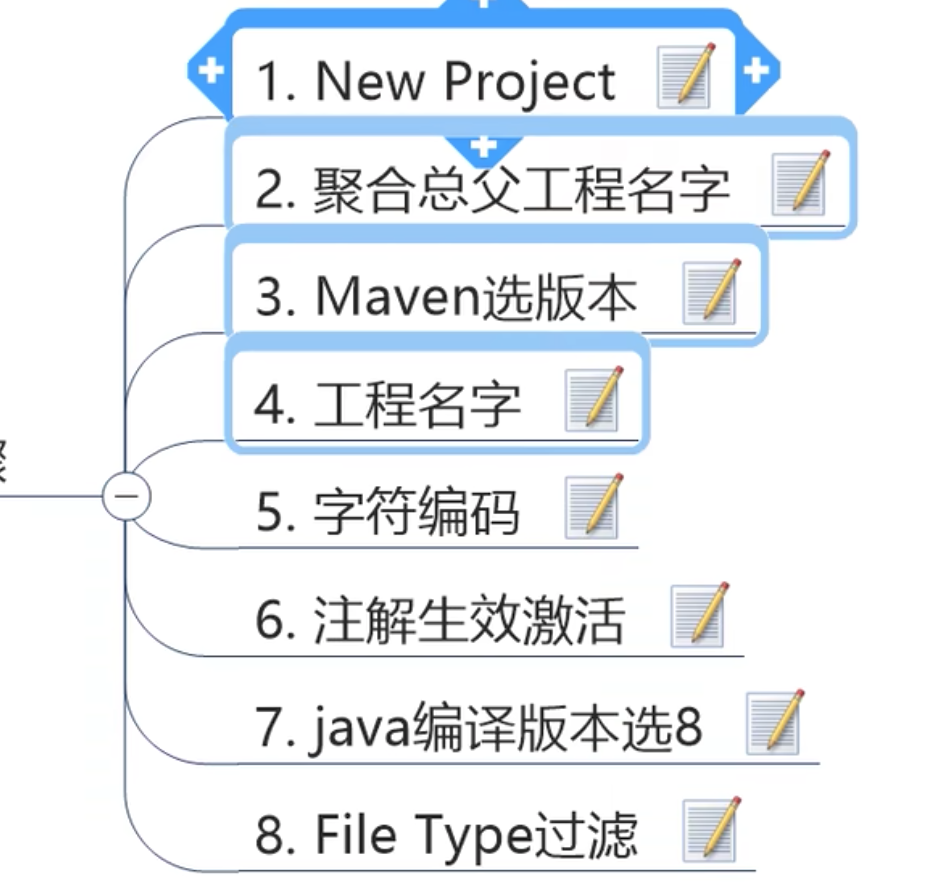 1. New Project
2. 聚合总父工程名字
3. Maven选版本
4. 工程名字
5. 字符编码
6. 注解生效激活
7. java编译版本选8
8. File Type过滤